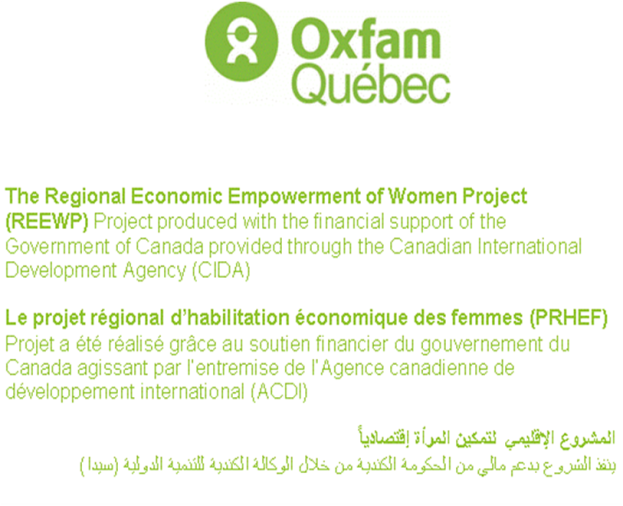 Oxfam
Québec
The Regional Economic Empowerment of Women Project
(REEWP) Project produced with the financial support of the
Government of Canada provided through the Canadian International
Development Agency (CIDA)
Le projet régional d’habilitation économique des femmes (PRHEF)
Projet a été réalisé grâce au soutien financier du gouvernement du
Canada agissant par l’entremise de l’Agence canadienne de
développement international (ACDI)
المشروع الإقليمي لتمكين المرأة إقتصادياً
ينفذ الشروع بدعم مالي من الحكومة الكندية من خلال الوكالة الكندية للتنمية الدولية (سيدا)